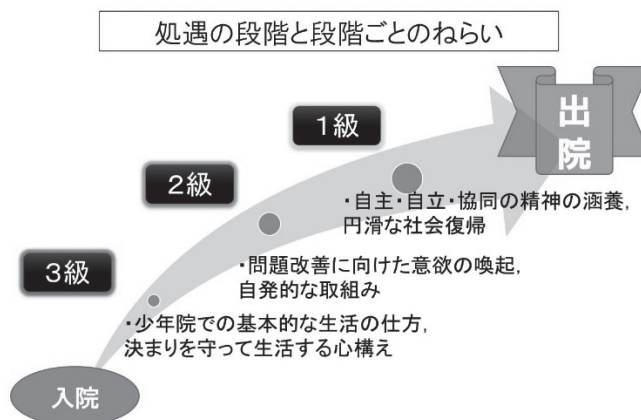 処遇の段階と段階ごとのねらい
出院
1級
2級
・自主・自立・協同の精神の涵養,
円滑な社会復帰
3級
・問題改善に向けた意欲の喚起,
自発的な取組み
・少年院での基本的な生活の仕方,
決まりを守って生活する心構え
入院